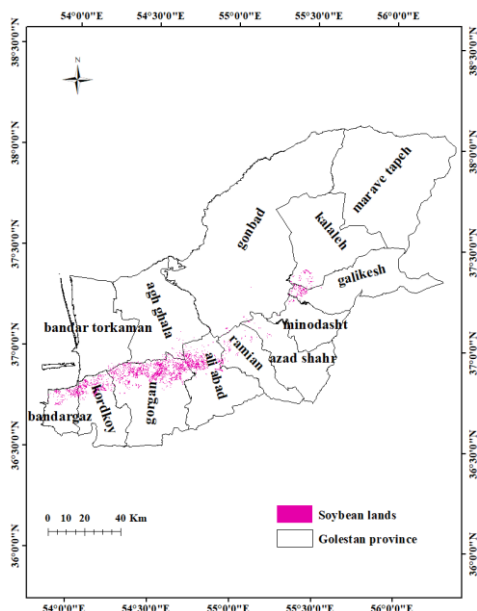 54°0'0"E 54°30'0"E 55°0'0"E 55°30'0"E 56°0'0"E
38°30'0"N 38°30'0"N
N
38°0'0"N 38°0'0"N
marave tapeh
gonbad
kalaleh
37°30'0"N 37°30'0"N
galikesh
agh ghala
minodasht
bandar torkaman
37°0'0"N 37°0'0"N
ramian
azad shahr
ali abad
bandargaz
kordkoy
gorgan
36°30'0"N 36°30'0"N
0 10 20 40 Km
Soybean lands
Golestan province
36°0'0"N 36°0'0"N
54°0'0"E 54°30'0"E 55°0'0"E 55°30'0"E 56°0'0"E